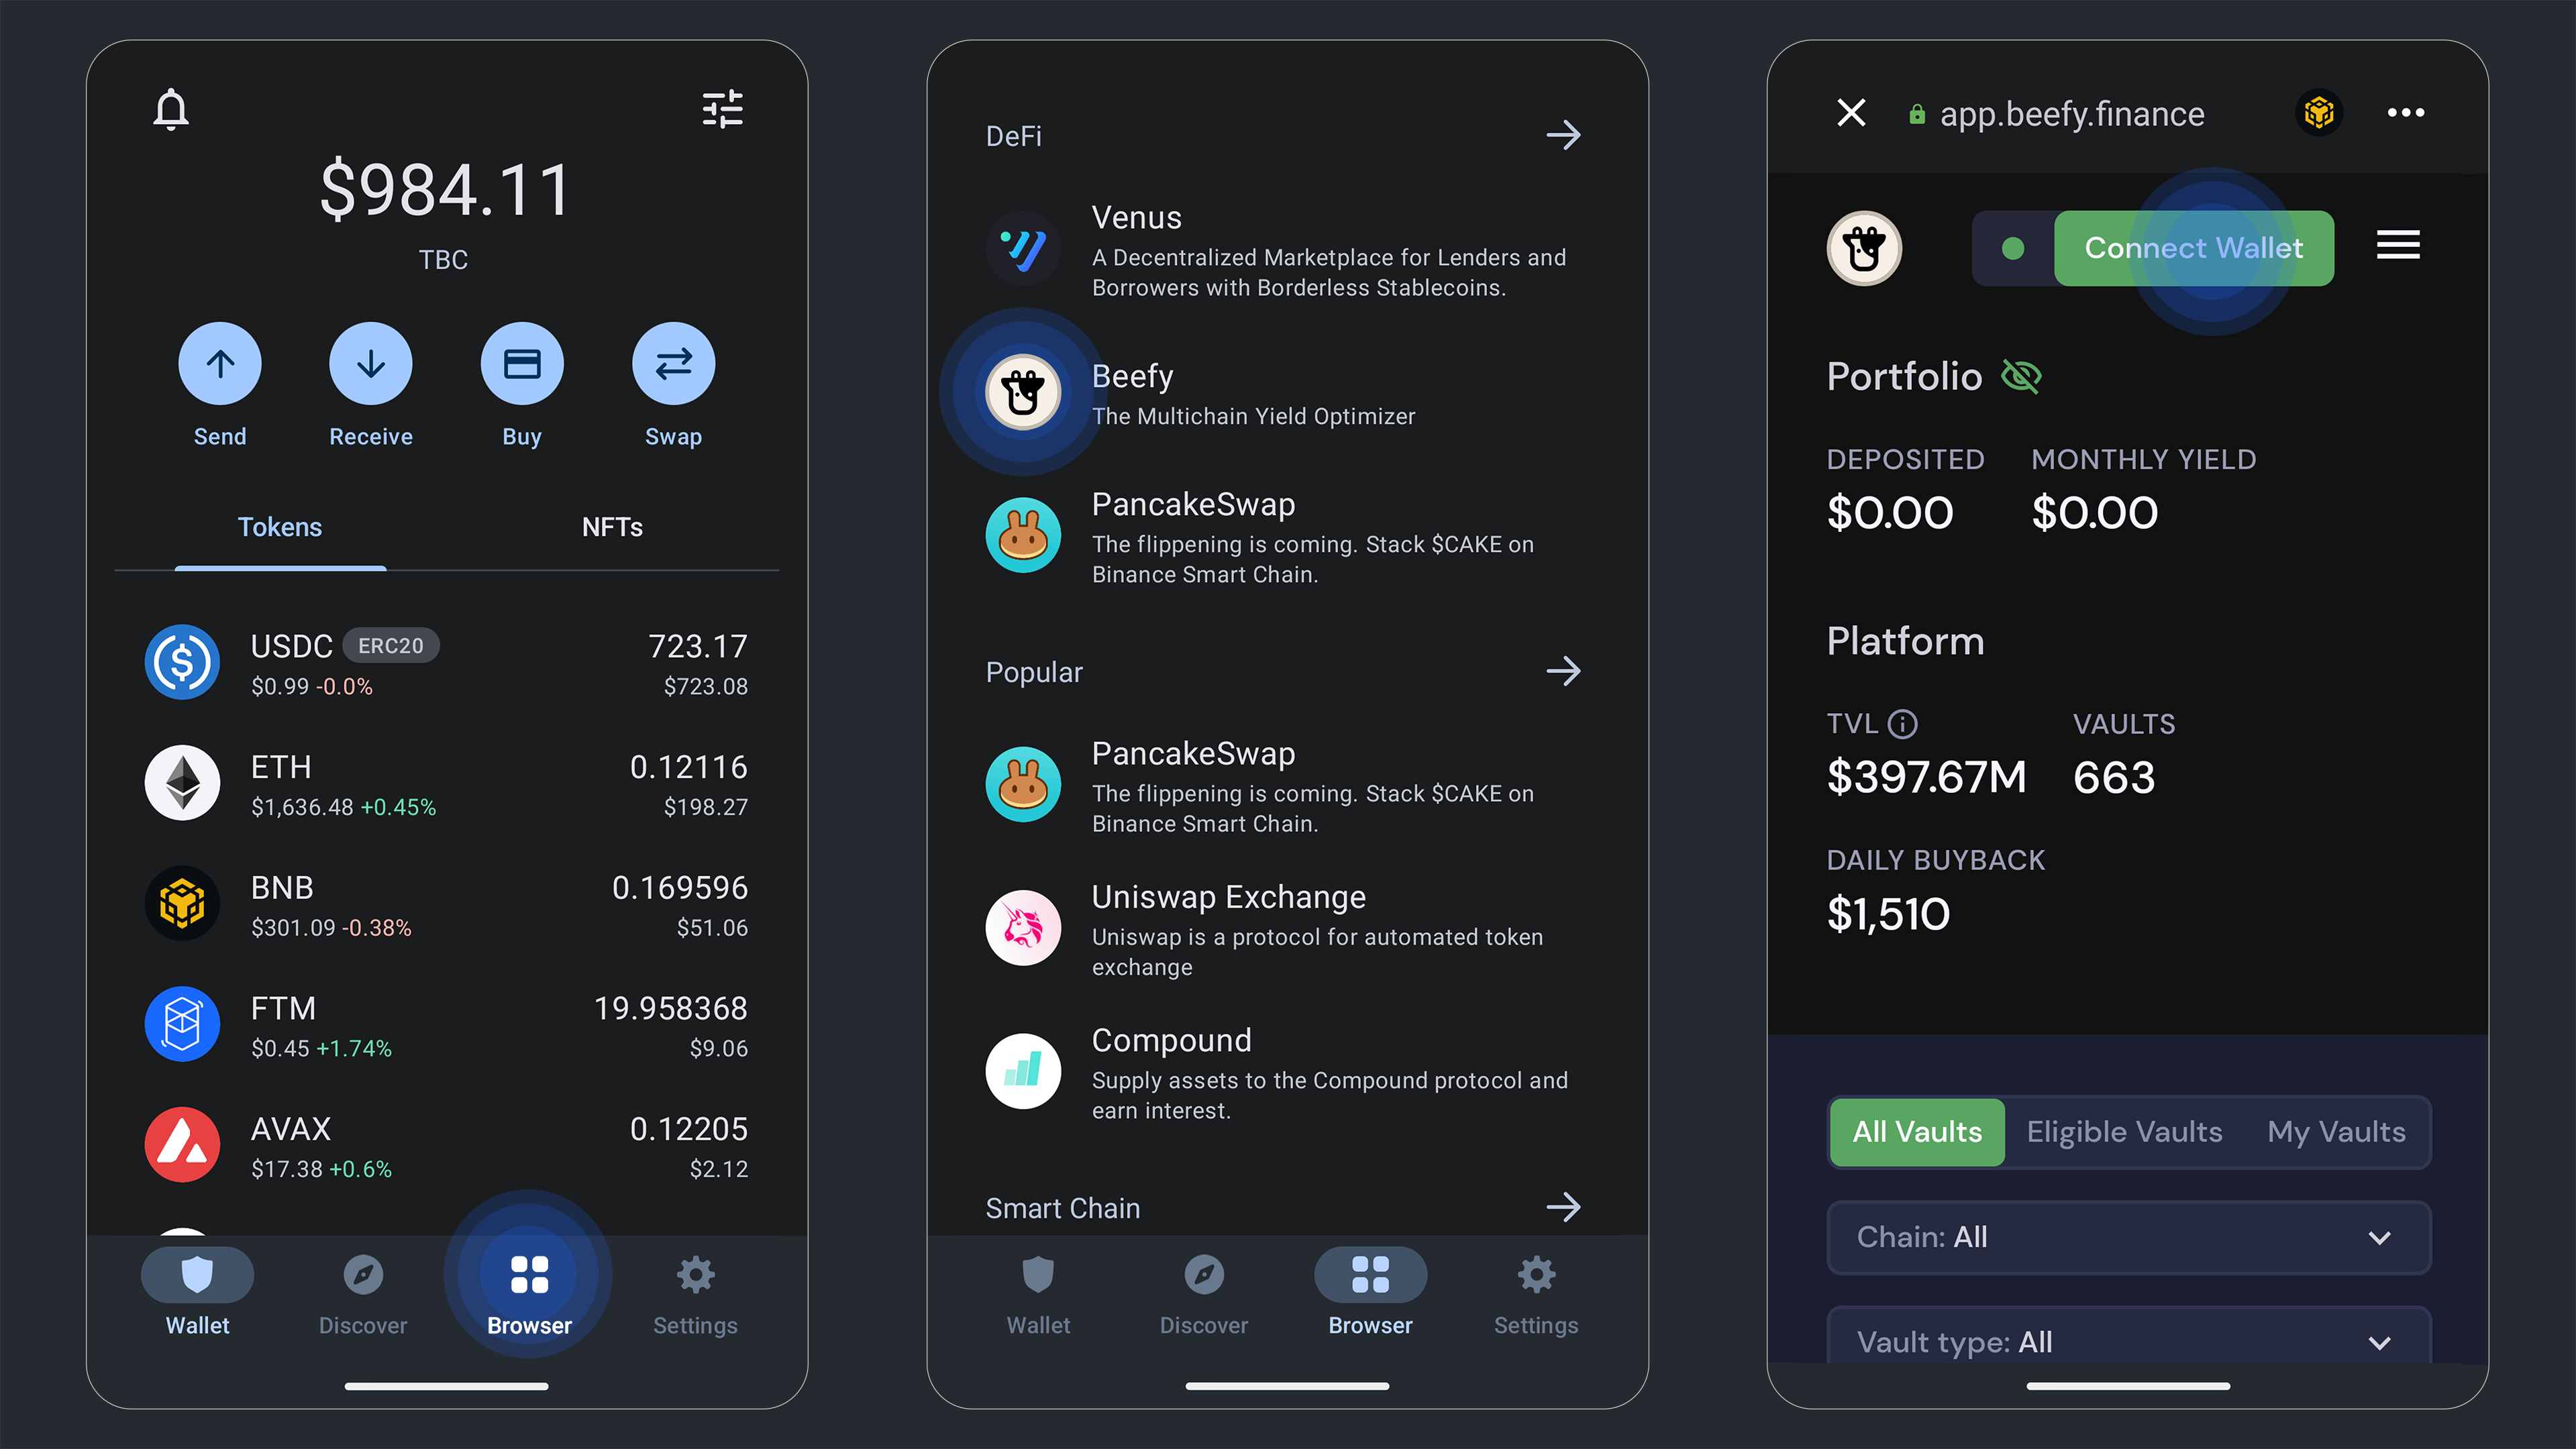 $984.11
TBC
Send Receive Buy Swap
Tokens NFTs
USDC ERC20 723.17
$0.99 -0.0% $723.08
ETH 0.12116
$1,636.48 +0.45% $198.27
BNB 0.169596
$301.09 -0.38% $51.06
FTM 19.958368
$0.45 +1.74% $9.06
AVAX 0.12205
$17.38 +0.6% $2.12
Wallet Discover Browser Settings
DeFi
Venus
A Decentralized Marketplace for Lenders and
Borrowers with Borderless Stablecoins.
Beefy
The Multichain Yield Optimizer
PancakeSwap
The flippening is coming. Stack $CAKE on
Binance Smart Chain.
Popular
PancakeSwap
The flippening is coming. Stack $CAKE on
Binance Smart Chain.
Uniswap Exchange
Uniswap is a protocol for automated token
exchange
Compound
Supply assets to the Compound protocol and
earn interest.
Smart Chain
Wallet Discover Browser Settings
app.beefy.finance
Connect Wallet
Portfolio
DEPOSITED MONTHLY YIELD
$0.00 $0.00
Platform
TVL VAULTS
$397.67M 663
DAILY BUYBACK
$1,510
All Vaults Eligible Vaults My Vaults
Chain: All
Vault type: All